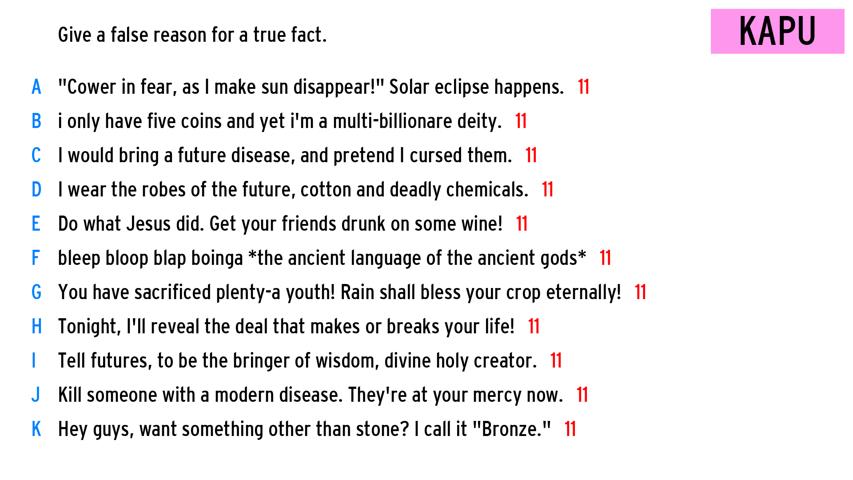 Give a false reason for a true fact.
KAPU
A "Cower in fear, as I make sun disappear!" Solar eclipse happens. 11
B i only have five coins and yet i'm a multi-billionare deity. 11
C I would bring a future disease, and pretend I cursed them. 11
D I wear the robes of the future, cotton and deadly chemicals. 11
E Do what Jesus did. Get your friends drunk on some wine! 11
F bleep bloop blap boinga *the ancient language of the ancient gods* 11
G You have sacrificed plenty-a youth! Rain shall bless your crop eternally! 11
H Tonight, I'll reveal the deal that makes or breaks your life! 11
I Tell futures, to be the bringer of wisdom, divine holy creator. 11
J Kill someone with a modern disease. They're at your mercy now. 11
K Hey guys, want something other than stone? I call it "Bronze." 11